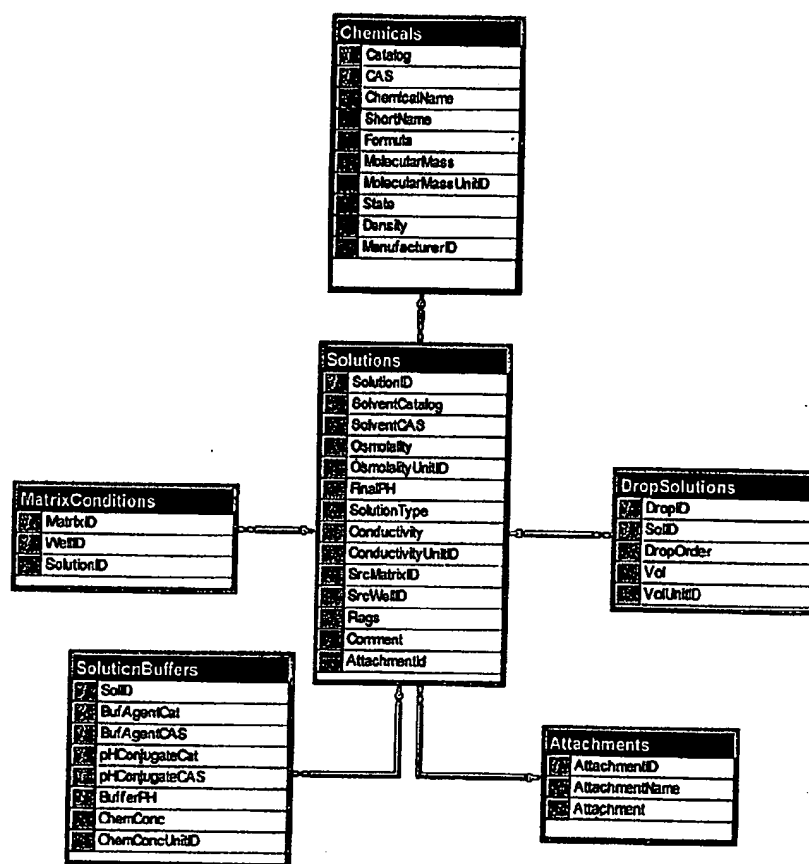 Chemicals
Catalog
CAS
ChemicalName
ShortName
Formula
MolecularMass
MolecularMassUnitID
State
Density
ManufacturerID
Solutions
SolutionID
SolventCatalog
SolventCAS
Osmolality
OsmolalityUnitID
FinalPH
SolutionType
Conductivity
ConductivityUnitID
SrcMatrixID
SrcWellID
Flags
Comment
AttachmentId
MatrixConditions
MatrixID
WellID
SolutionID
DropSolutions
DropID
SolID
DropOrder
Vol
VolUnitID
SolutionBuffers
SolID
BufAgentCat
BufAgentCAS
pHConjugateCat
pHConjugateCAS
BufferPH
ChemConc
ChemConcUnitID
Attachments
AttachmentID
AttachmentName
Attachment